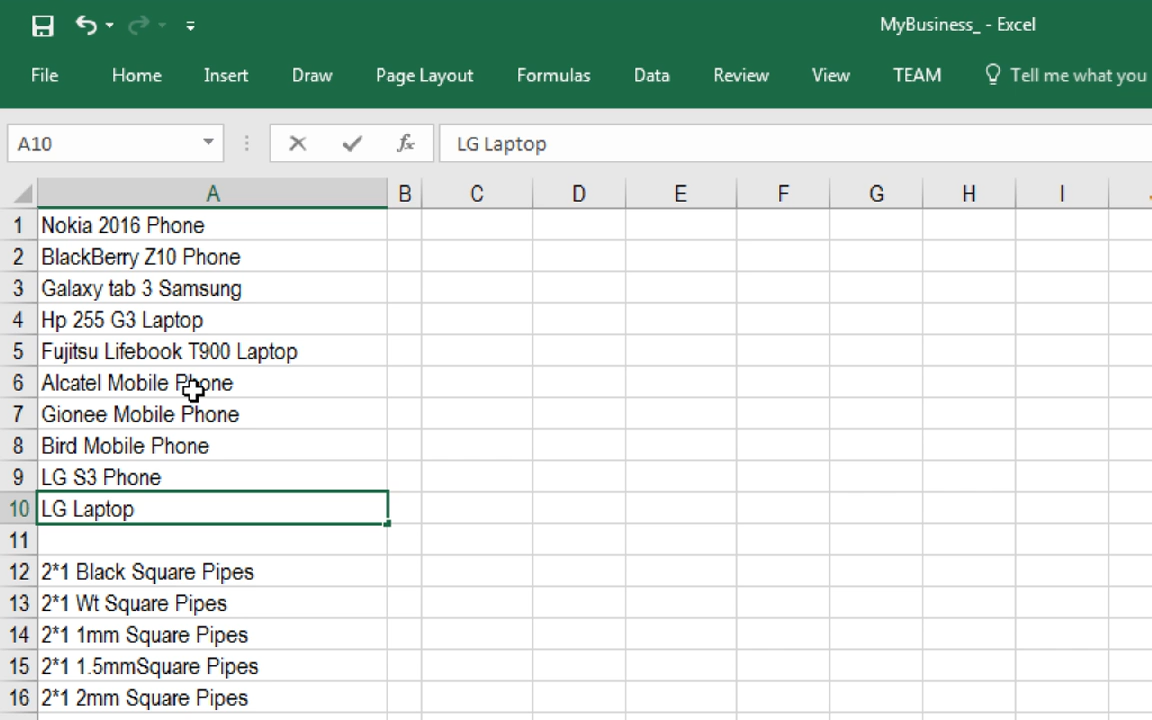 MyBusiness_ - Excel
File Home Insert Draw Page Layout Formulas Data Review View TEAM Tell me what you
A10 fx LG Laptop
A B C D E F G H I
1 Nokia 2016 Phone
2 BlackBerry Z10 Phone
3 Galaxy tab 3 Samsung
4 Hp 255 G3 Laptop
5 Fujitsu Lifebook T900 Laptop
6 Alcatel Mobile Phone
7 Gionee Mobile Phone
8 Bird Mobile Phone
9 LG S3 Phone
10 LG Laptop
11
12 2*1 Black Square Pipes
13 2*1 Wt Square Pipes
14 2*1 1mm Square Pipes
15 2*1 1.5mmSquare Pipes
16 2*1 2mm Square Pipes